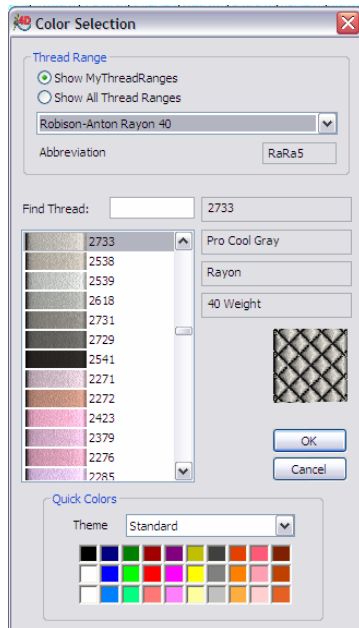 4D Color Selection
Thread Range
Show MyThreadRanges
Show All Thread Ranges
Robison-Anton Rayon 40
Abbreviation RaRa5
Find Thread: 2733
2733 Pro Cool Gray
2538
2539 Rayon
2618
2731 40 Weight
2729
2541
2271
2272
2423
2379
2276 OK
2285 Cancel
Quick Colors
Theme Standard